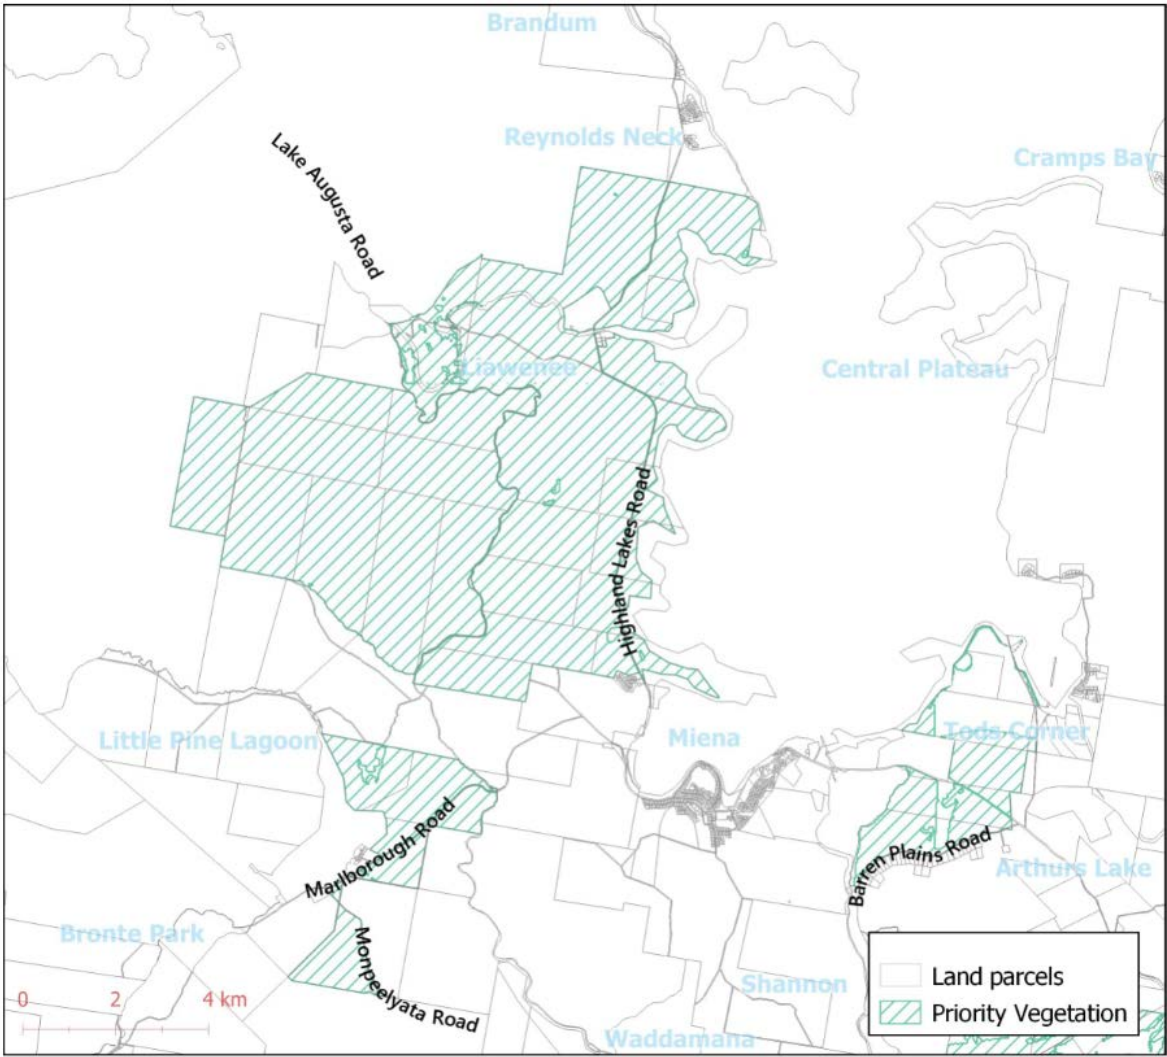 Brandum
Reynolds Neck
Lake Augusta Road
Cramps Bay
Liawenee
Central Plateau
Highland Lakes Road
Little Pine Lagoon
Miena
Tods Corner
Marlborough Road
Barren Plains Road
Arthurs Lake
Bronte Park
Monpeelyata Road
Shannon
Waddamana
0 2 4 km
Land parcels
Priority Vegetation